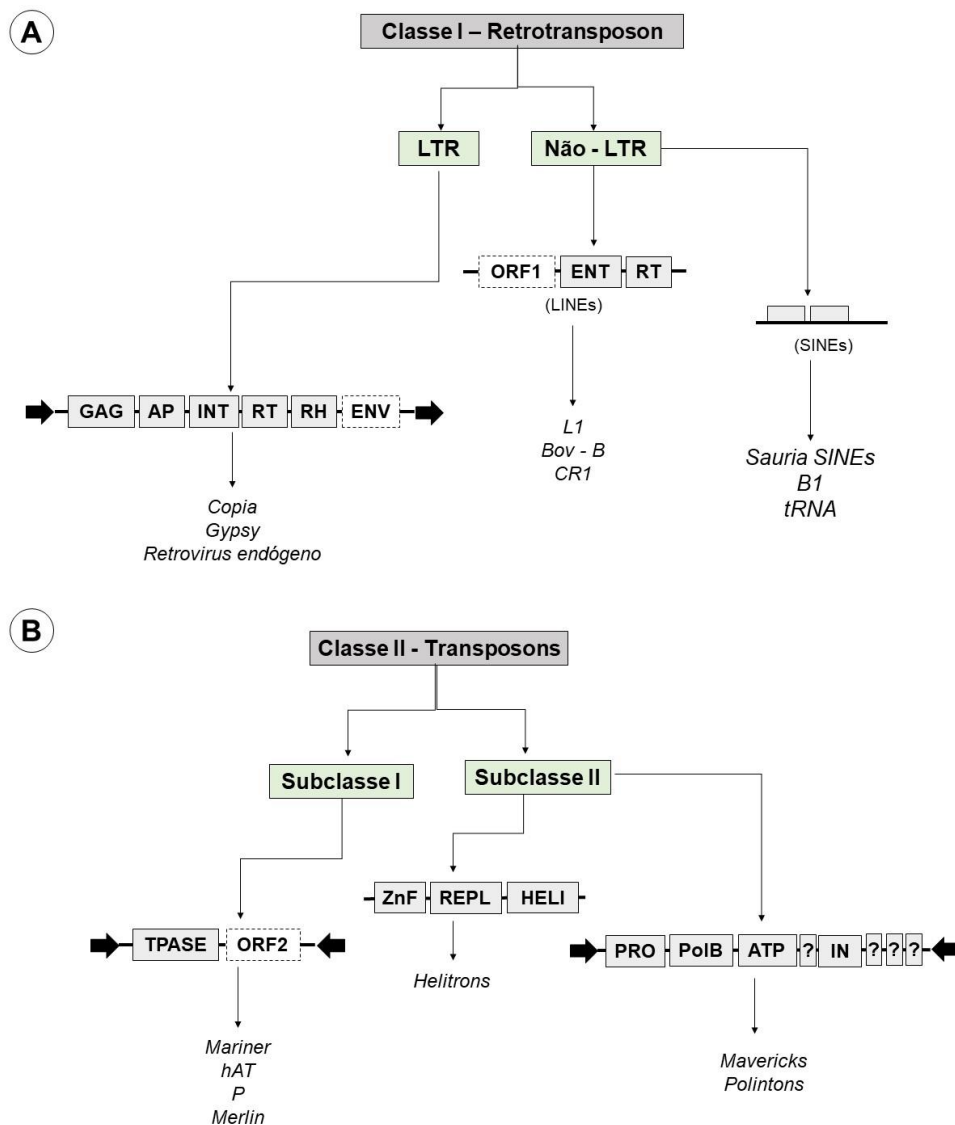 A
Classe I – Retrotransposon
LTR
Não - LTR
ORF1 ENT RT
(LINEs)
(SINEs)
GAG AP INT RT RH ENV
L1
Bov - B
CR1
Sauria SINEs
B1
tRNA
Copia
Gypsy
Retrovirus endógeno
B
Classe II - Transposons
Subclasse I
Subclasse II
ZnF REPL HELI
TPASE ORF2
PRO PolB ATP ? IN ? ? ?
Helitrons
Mariner
hAT
P
Merlin
Mavericks
Polintons